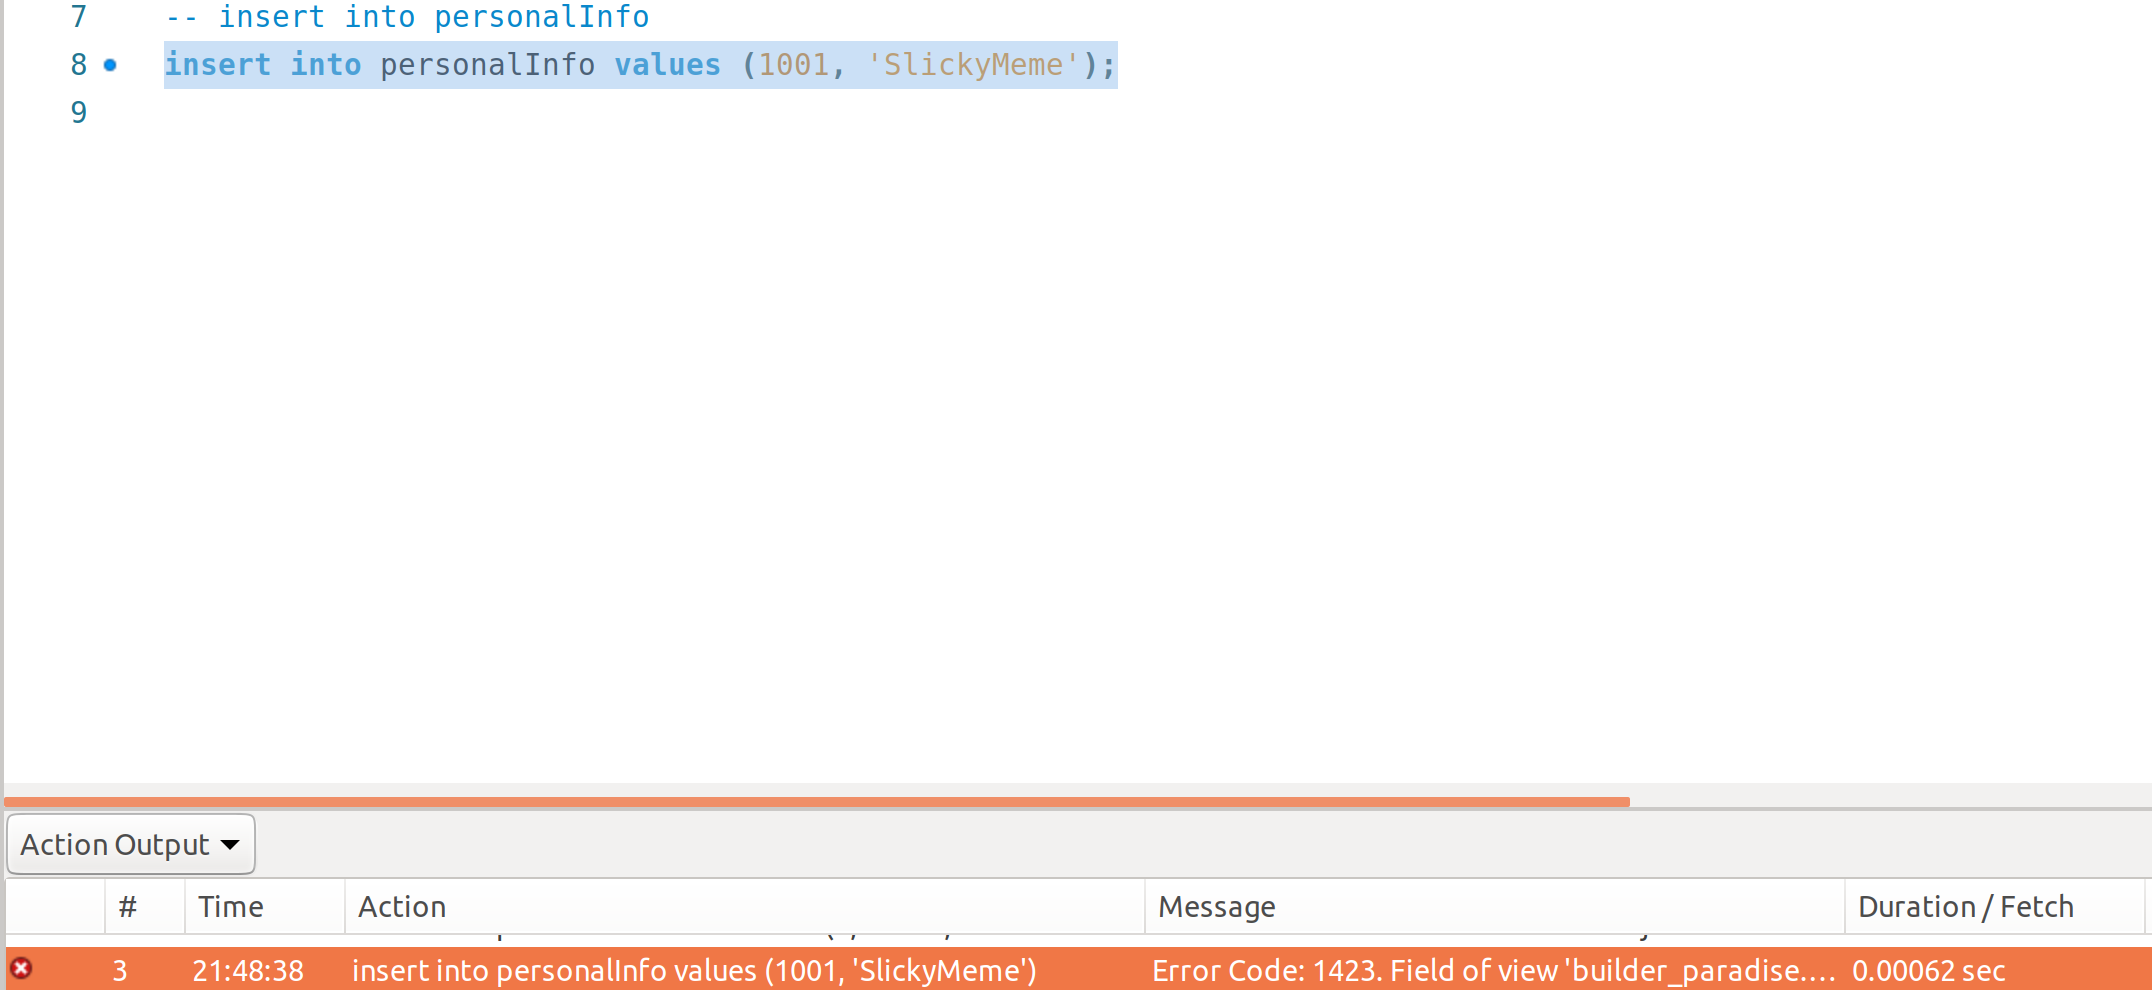 7 -- insert into personalInfo
8 insert into personalInfo values (1001, 'SlickyMeme');
9
Action Output
# Time Action Message Duration / Fetch
3 21:48:38 insert into personalInfo values (1001, 'SlickyMeme') Error Code: 1423. Field of view 'builder_paradise.... 0.00062 sec